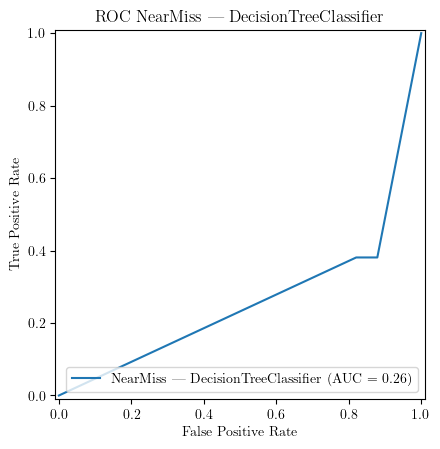 ROC NearMiss — DecisionTreeClassifier
True Positive Rate
1.0
0.8
0.6
0.4
0.2
0.0
NearMiss — DecisionTreeClassifier (AUC = 0.26)
0.0 0.2 0.4 0.6 0.8 1.0
False Positive Rate